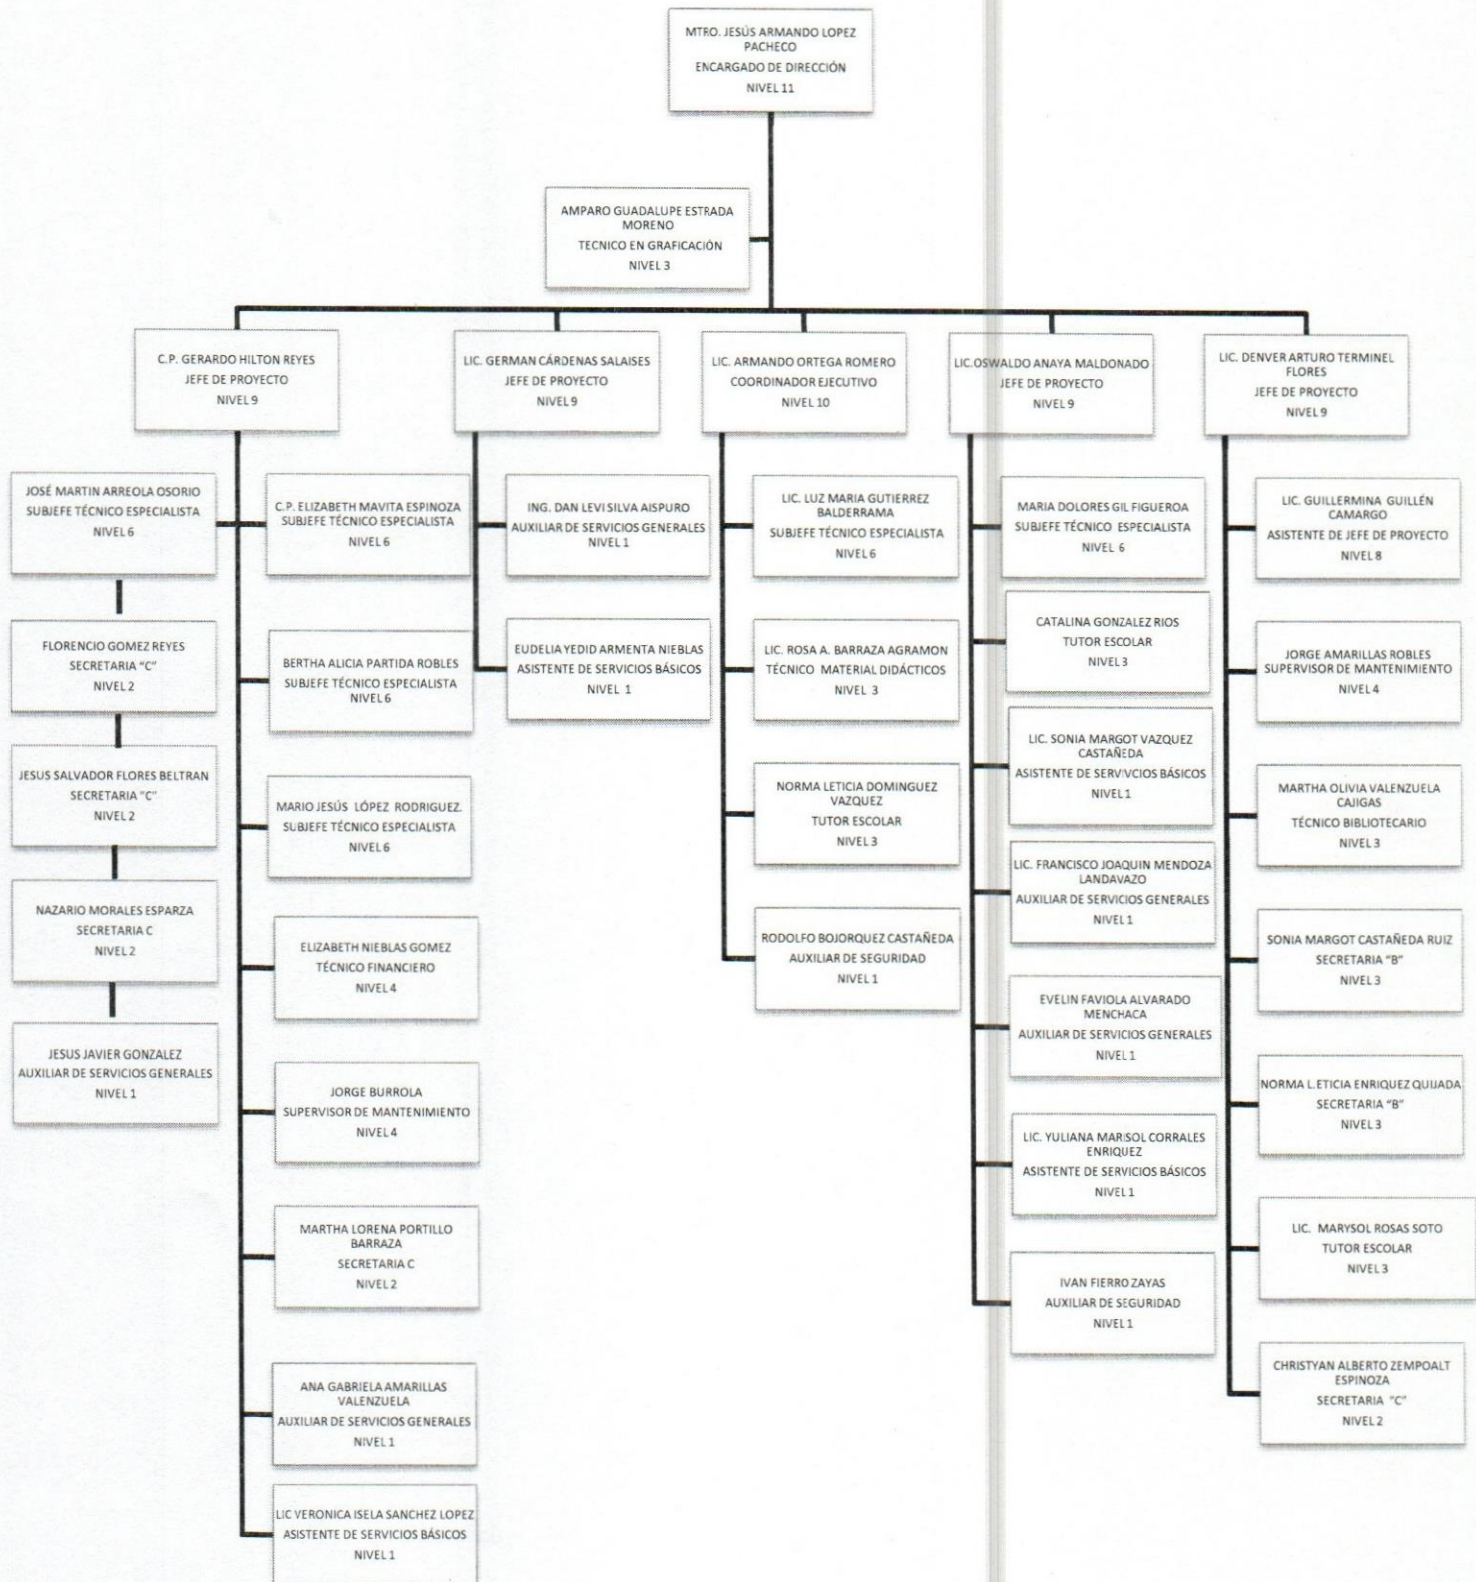 MTRO. JESÚS ARMANDO LOPEZ
PACHECO
ENCARGADO DE DIRECCIÓN
NIVEL 11
AMPARO GUADALUPE ESTRADA
MORENO
TECNICO EN GRAFICACIÓN
NIVEL 3
C.P. GERARDO HILTON REYES
JEFE DE PROYECTO
NIVEL 9
LIC. GERMAN CÁRDENAS SALAISES
JEFE DE PROYECTO
NIVEL 9
LIC. ARMANDO ORTEGA ROMERO
COORDINADOR EJECUTIVO
NIVEL 10
LIC. OSWALDO ANAYA MALDONADO
JEFE DE PROYECTO
NIVEL 9
LIC. DENVER ARTURO TERMINEL
FLORES
JEFE DE PROYECTO
NIVEL 9
JOSÉ MARTIN ARREOLA OSORIO
SUBJEFE TÉCNICO ESPECIALISTA
NIVEL 6
FLORENCIO GOMEZ REYES
SECRETARIA "C"
NIVEL 2
JESUS SALVADOR FLORES BELTRAN
SECRETARIA "C"
NIVEL 2
NAZARIO MORALES ESPARZA
SECRETARIA C
NIVEL 2
JESUS JAVIER GONZALEZ
AUXILIAR DE SERVICIOS GENERALES
NIVEL 1
C.P. ELIZABETH MAVITA ESPINOZA
SUBJEFE TÉCNICO ESPECIALISTA
NIVEL 6
BERTHA ALICIA PARTIDA ROBLES
SUBJEFE TÉCNICO ESPECIALISTA
NIVEL 6
MARIO JESÚS LÓPEZ RODRIGUEZ.
SUBJEFE TÉCNICO ESPECIALISTA
NIVEL 6
ELIZABETH NIEBLAS GOMEZ
TÉCNICO FINANCIERO
NIVEL 4
JORGE BURROLA
SUPERVISOR DE MANTENIMIENTO
NIVEL 4
MARTHA LORENA PORTILLO
BARRAZA
SECRETARIA C
NIVEL 2
ANA GABRIELA AMARILLAS
VALENZUELA
AUXILIAR DE SERVICIOS GENERALES
NIVEL 1
LIC VERONICA ISELA SANCHEZ LOPEZ
ASISTENTE DE SERVICIOS BÁSICOS
NIVEL 1
ING. DAN LEVI SILVA AISPURO
AUXILIAR DE SERVICIOS GENERALES
NIVEL 1
EUDELIA YEDID ARMENTA NIEBLAS
ASISTENTE DE SERVICIOS BÁSICOS
NIVEL 1
LIC. LUZ MARIA GUTIERREZ
BALDERRAMA
SUBJEFE TÉCNICO ESPECIALISTA
NIVEL 6
LIC. ROSA A. BARRAZA AGRAMON
TÉCNICO MATERIAL DIDÁCTICOS
NIVEL 3
NORMA LETICIA DOMINGUEZ
VAZQUEZ
TUTOR ESCOLAR
NIVEL 3
RODOLFO BOJORQUEZ CASTAÑEDA
AUXILIAR DE SEGURIDAD
NIVEL 1
MARIA DOLORES GIL FIGUEROA
SUBJEFE TÉCNICO ESPECIALISTA
NIVEL 6
CATALINA GONZALEZ RIOS
TUTOR ESCOLAR
NIVEL 3
LIC. SONIA MARGOT VAZQUEZ
CASTAÑEDA
ASISTENTE DE SERVIVCIOS BÁSICOS
NIVEL 1
LIC. FRANCISCO JOAQUIN MENDOZA
LANDAVAZO
AUXILIAR DE SERVICIOS GENERALES
NIVEL 1
EVELIN FAVIOLA ALVARADO
MENCHACA
AUXILIAR DE SERVICIOS GENERALES
NIVEL 1
LIC. YULIANA MARISOL CORRALES
ENRIQUEZ
ASISTENTE DE SERVICIOS BÁSICOS
NIVEL 1
IVAN FIERRO ZAYAS
AUXILIAR DE SEGURIDAD
NIVEL 1
LIC. GUILLERMINA GUILLÉN
CAMARGO
ASISTENTE DE JEFE DE PROYECTO
NIVEL 8
JORGE AMARILLAS ROBLES
SUPERVISOR DE MANTENIMIENTO
NIVEL 4
MARTHA OLIVIA VALENZUELA
CAJIGAS
TÉCNICO BIBLIOTECARIO
NIVEL 3
SONIA MARGOT CASTAÑEDA RUIZ
SECRETARIA "B"
NIVEL 3
NORMA L.ETICIA ENRIQUEZ QUIJADA
SECRETARIA "B"
NIVEL 3
LIC. MARYSOL ROSAS SOTO
TUTOR ESCOLAR
NIVEL 3
CHRISTYAN ALBERTO ZEMPOALT
ESPINOZA
SECRETARIA "C"
NIVEL 2